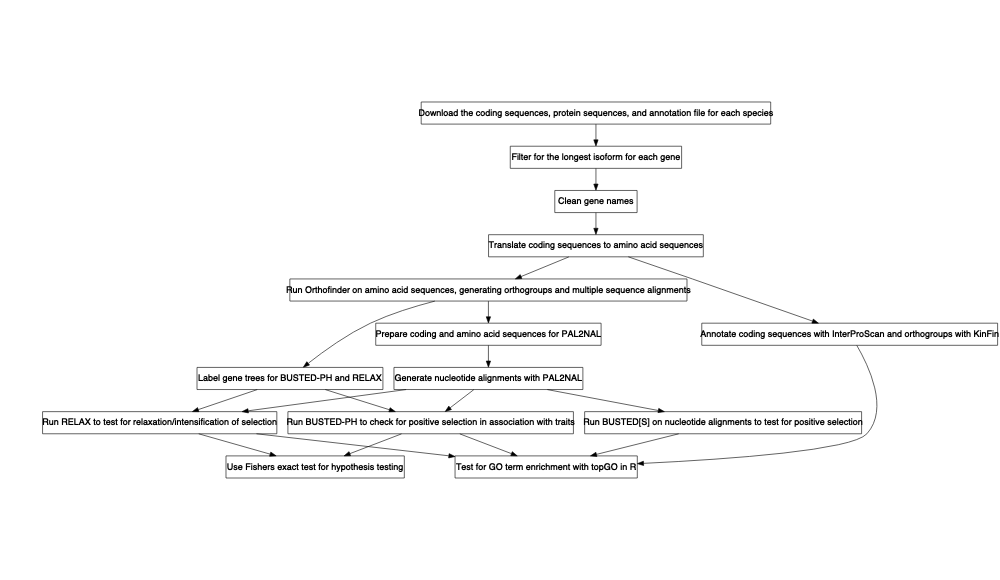 Download the coding sequences, protein sequences, and annotation file for each species
Filter for the longest isoform for each gene
Clean gene names
Translate coding sequences to amino acid sequences
Run Orthofinder on amino acid sequences, generating orthogroups and multiple sequence alignments
Prepare coding and amino acid sequences for PAL2NAL
Annotate coding sequences with InterProScan and orthogroups with KinFin
Label gene trees for BUSTED-PH and RELAX
Generate nucleotide alignments with PAL2NAL
Run RELAX to test for relaxation/intensification of selection
Run BUSTED-PH to check for positive selection in association with traits
Run BUSTED[S] on nucleotide alignments to test for positive selection
Use Fishers exact test for hypothesis testing
Test for GO term enrichment with topGO in R